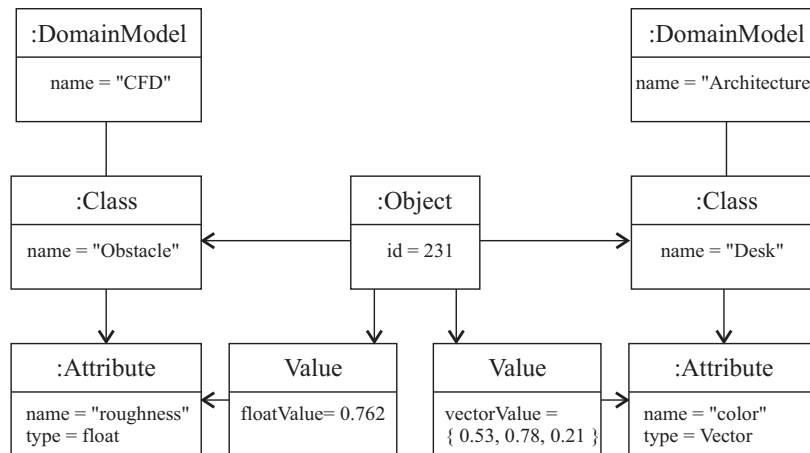 :DomainModel
name = "CFD"
:DomainModel
name = "Architecture
:Class
name = "Obstacle"
:Object
id = 231
:Class
name = "Desk"
:Attribute
name = "roughness"
type = float
Value
floatValue= 0.762
Value
vectorValue =
{ 0.53, 0.78, 0.21 }
:Attribute
name = "color"
type = Vector